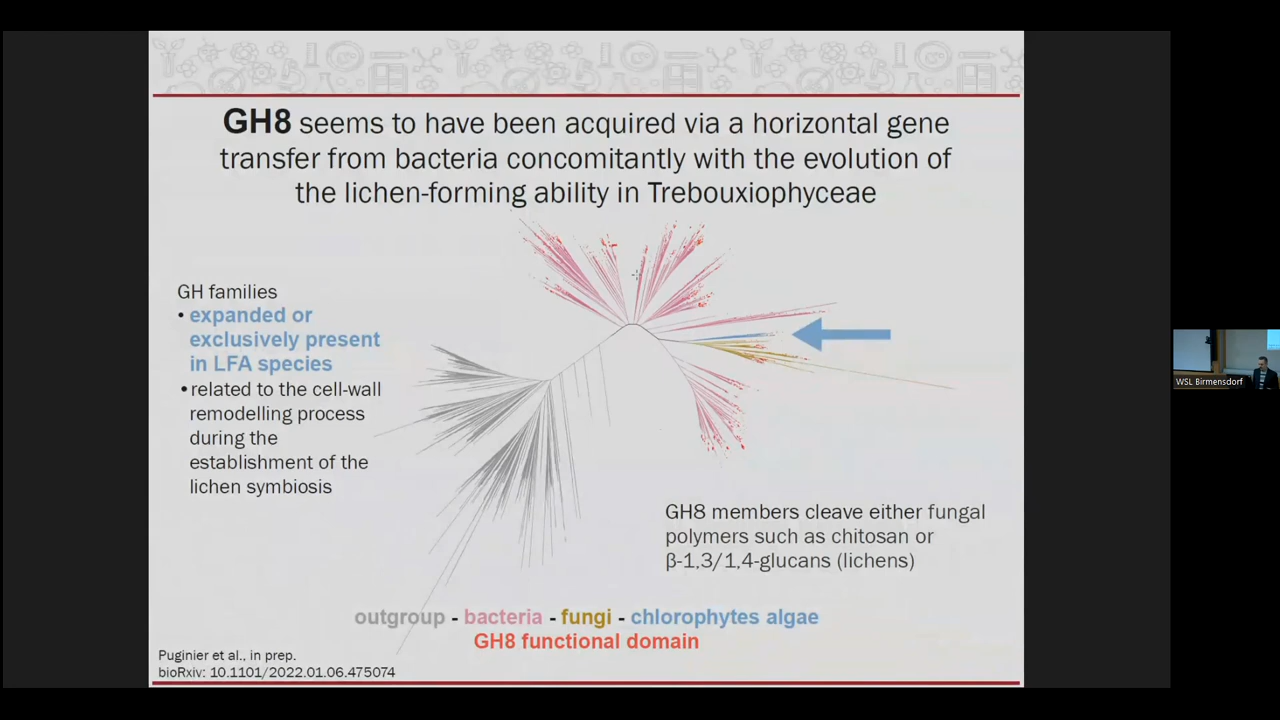 GH8 seems to have been acquired via a horizontal gene
transfer from bacteria concomitantly with the evolution of
the lichen-forming ability in Trebouxiophyceae
GH families
• expanded or
exclusively present
in LFA species
• related to the cell-wall
remodelling process
during the
establishment of the
lichen symbiosis
GH8 members cleave either fungal
polymers such as chitosan or
β-1,3/1,4-glucans (lichens)
outgroup - bacteria - fungi - chlorophytes algae
GH8 functional domain
Puginier et al., in prep.
bioRxiv: 10.1101/2022.01.06.475074
WSL Birmensdorf